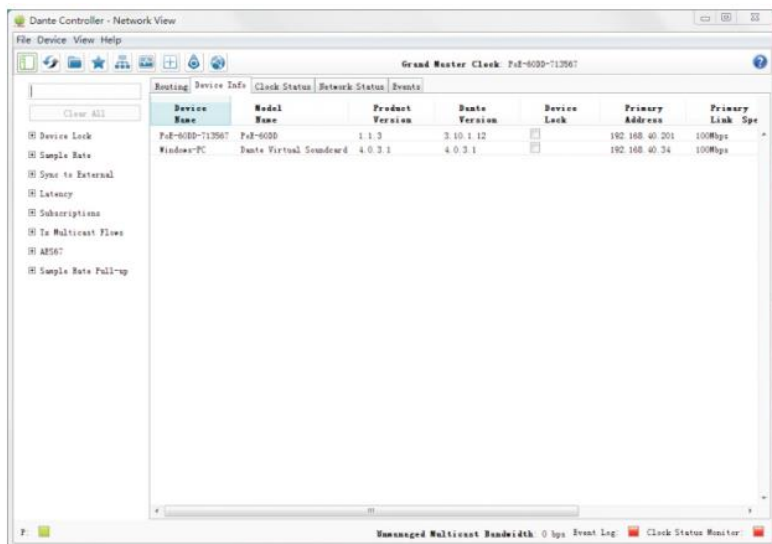 Dante Controller - Network View
File Device View Help
Grand Master Clock: PoE-60DD-713567
Routing Device Info Clock Status Network Status Events
Clear All
Device Name Model Name Product Version Dante Version Device Lock Primary Address Primary Link Spe
PoE-60DD-713567 PoE-60DD 1.1.3 3.10.1.12 192.168.40.201 100Mbps
Windows-PC Dante Virtual Soundcard 4.0.3.1 4.0.3.1 192.168.40.34 100Mbps
Device Lock
Sample Rate
Sync to External
Latency
Subscriptions
Tx Multicast Flows
AES67
Sample Rate Pull-up
P: Unmanaged Multicast Bandwidth: 0 bps Event Log: Clock Status Monitor: